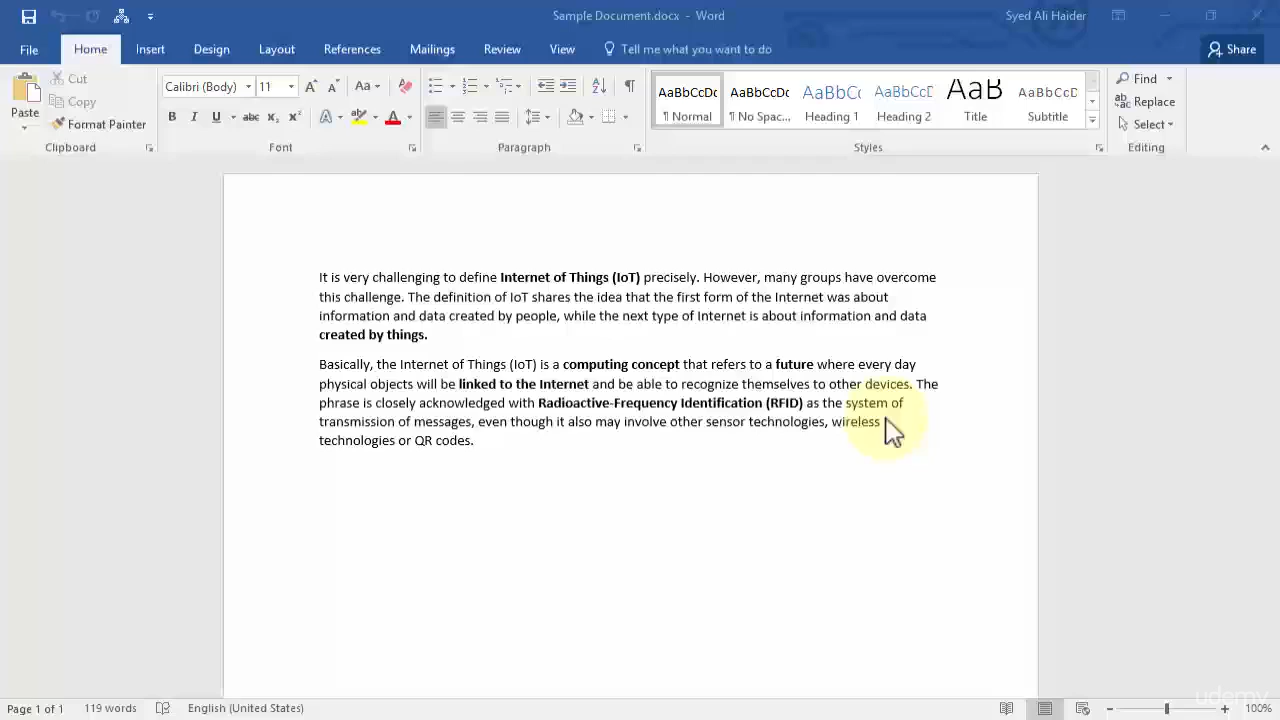 Sample Document.docx - Word
Syed Ali Haider
File Home Insert Design Layout References Mailings Review View Tell me what you want to do Share
Paste
Cut
Copy
Format Painter
Clipboard
Calibri (Body) 11 Aa
B I U abc x₂ x² A A
Font
Paragraph
AaBbCcDc AaBbCcDc AaBbCc AaBbCcD AaB AaBbCcD
¶ Normal ¶ No Spac... Heading 1 Heading 2 Title Subtitle
Styles
Find
Replace
Select
Editing
It is very challenging to define Internet of Things (IoT) precisely. However, many groups have overcome
this challenge. The definition of IoT shares the idea that the first form of the Internet was about
information and data created by people, while the next type of Internet is about information and data
created by things.
Basically, the Internet of Things (IoT) is a computing concept that refers to a future where every day
physical objects will be linked to the Internet and be able to recognize themselves to other devices. The
phrase is closely acknowledged with Radioactive-Frequency Identification (RFID) as the system of
transmission of messages, even though it also may involve other sensor technologies, wireless
technologies or QR codes.
udemy
Page 1 of 1 119 words English (United States) 100%